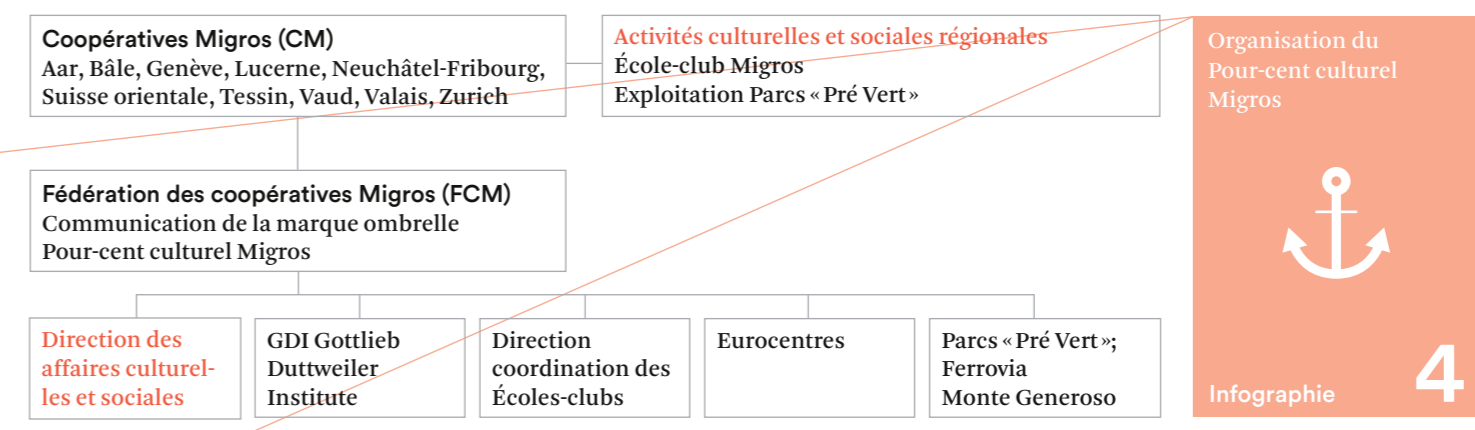 Coopératives Migros (CM)
Aar, Bâle, Genève, Lucerne, Neuchâtel-Fribourg,
Suisse orientale, Tessin, Vaud, Valais, Zurich
Activités culturelles et sociales régionales
École-club Migros
Exploitation Parcs « Pré Vert »
Organisation du
Pour-cent culturel
Migros
Fédération des coopératives Migros (FCM)
Communication de la marque ombrelle
Pour-cent culturel Migros
Direction des
affaires culturel-
les et sociales
GDI Gottlieb
Duttweiler
Institute
Direction
coordination des
Écoles-clubs
Eurocentres
Parcs « Pré Vert »;
Ferrovia
Monte Generoso
Infographie 4